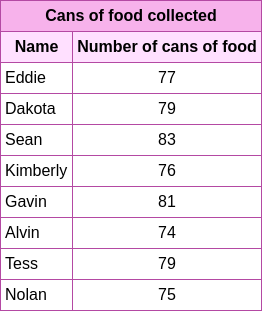 Cans of food collected
Name Number of cans of food
Eddie 77
Dakota 79
Sean 83
Kimberly 76
Gavin 81
Alvin 74
Tess 79
Nolan 75